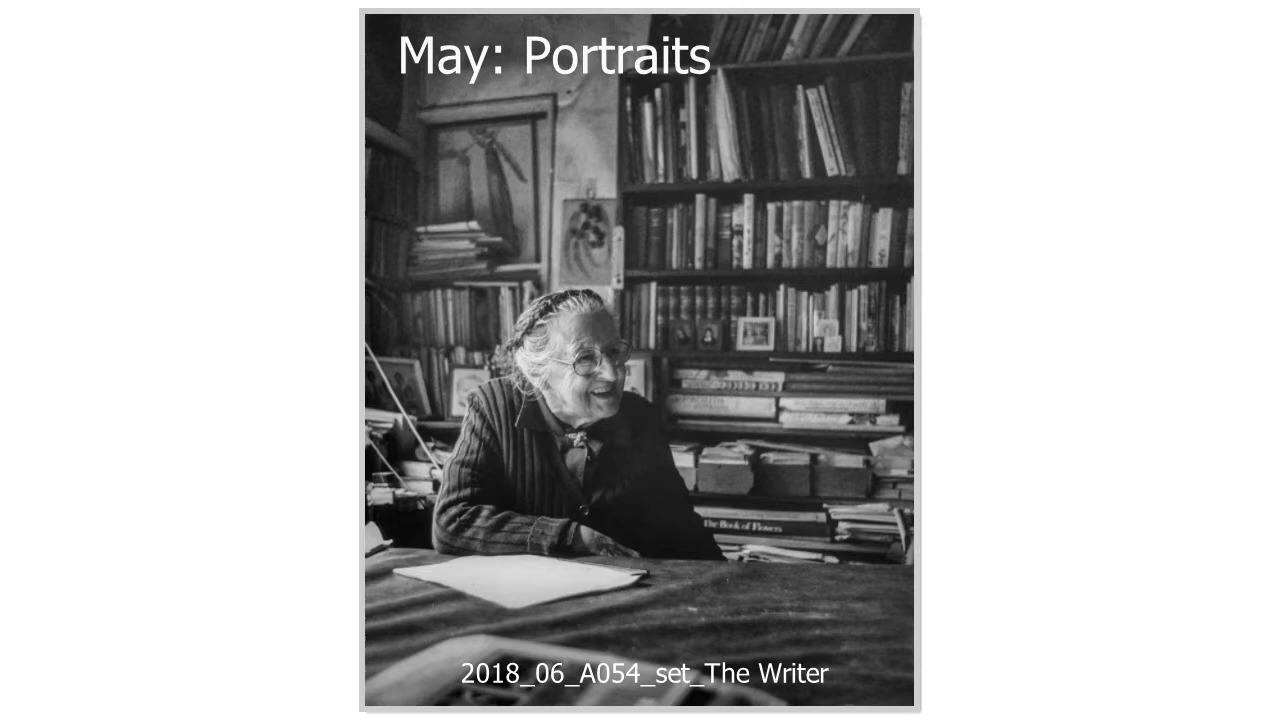 May: Portraits
The Book of Flowers
2018_06_A054_set_The Writer